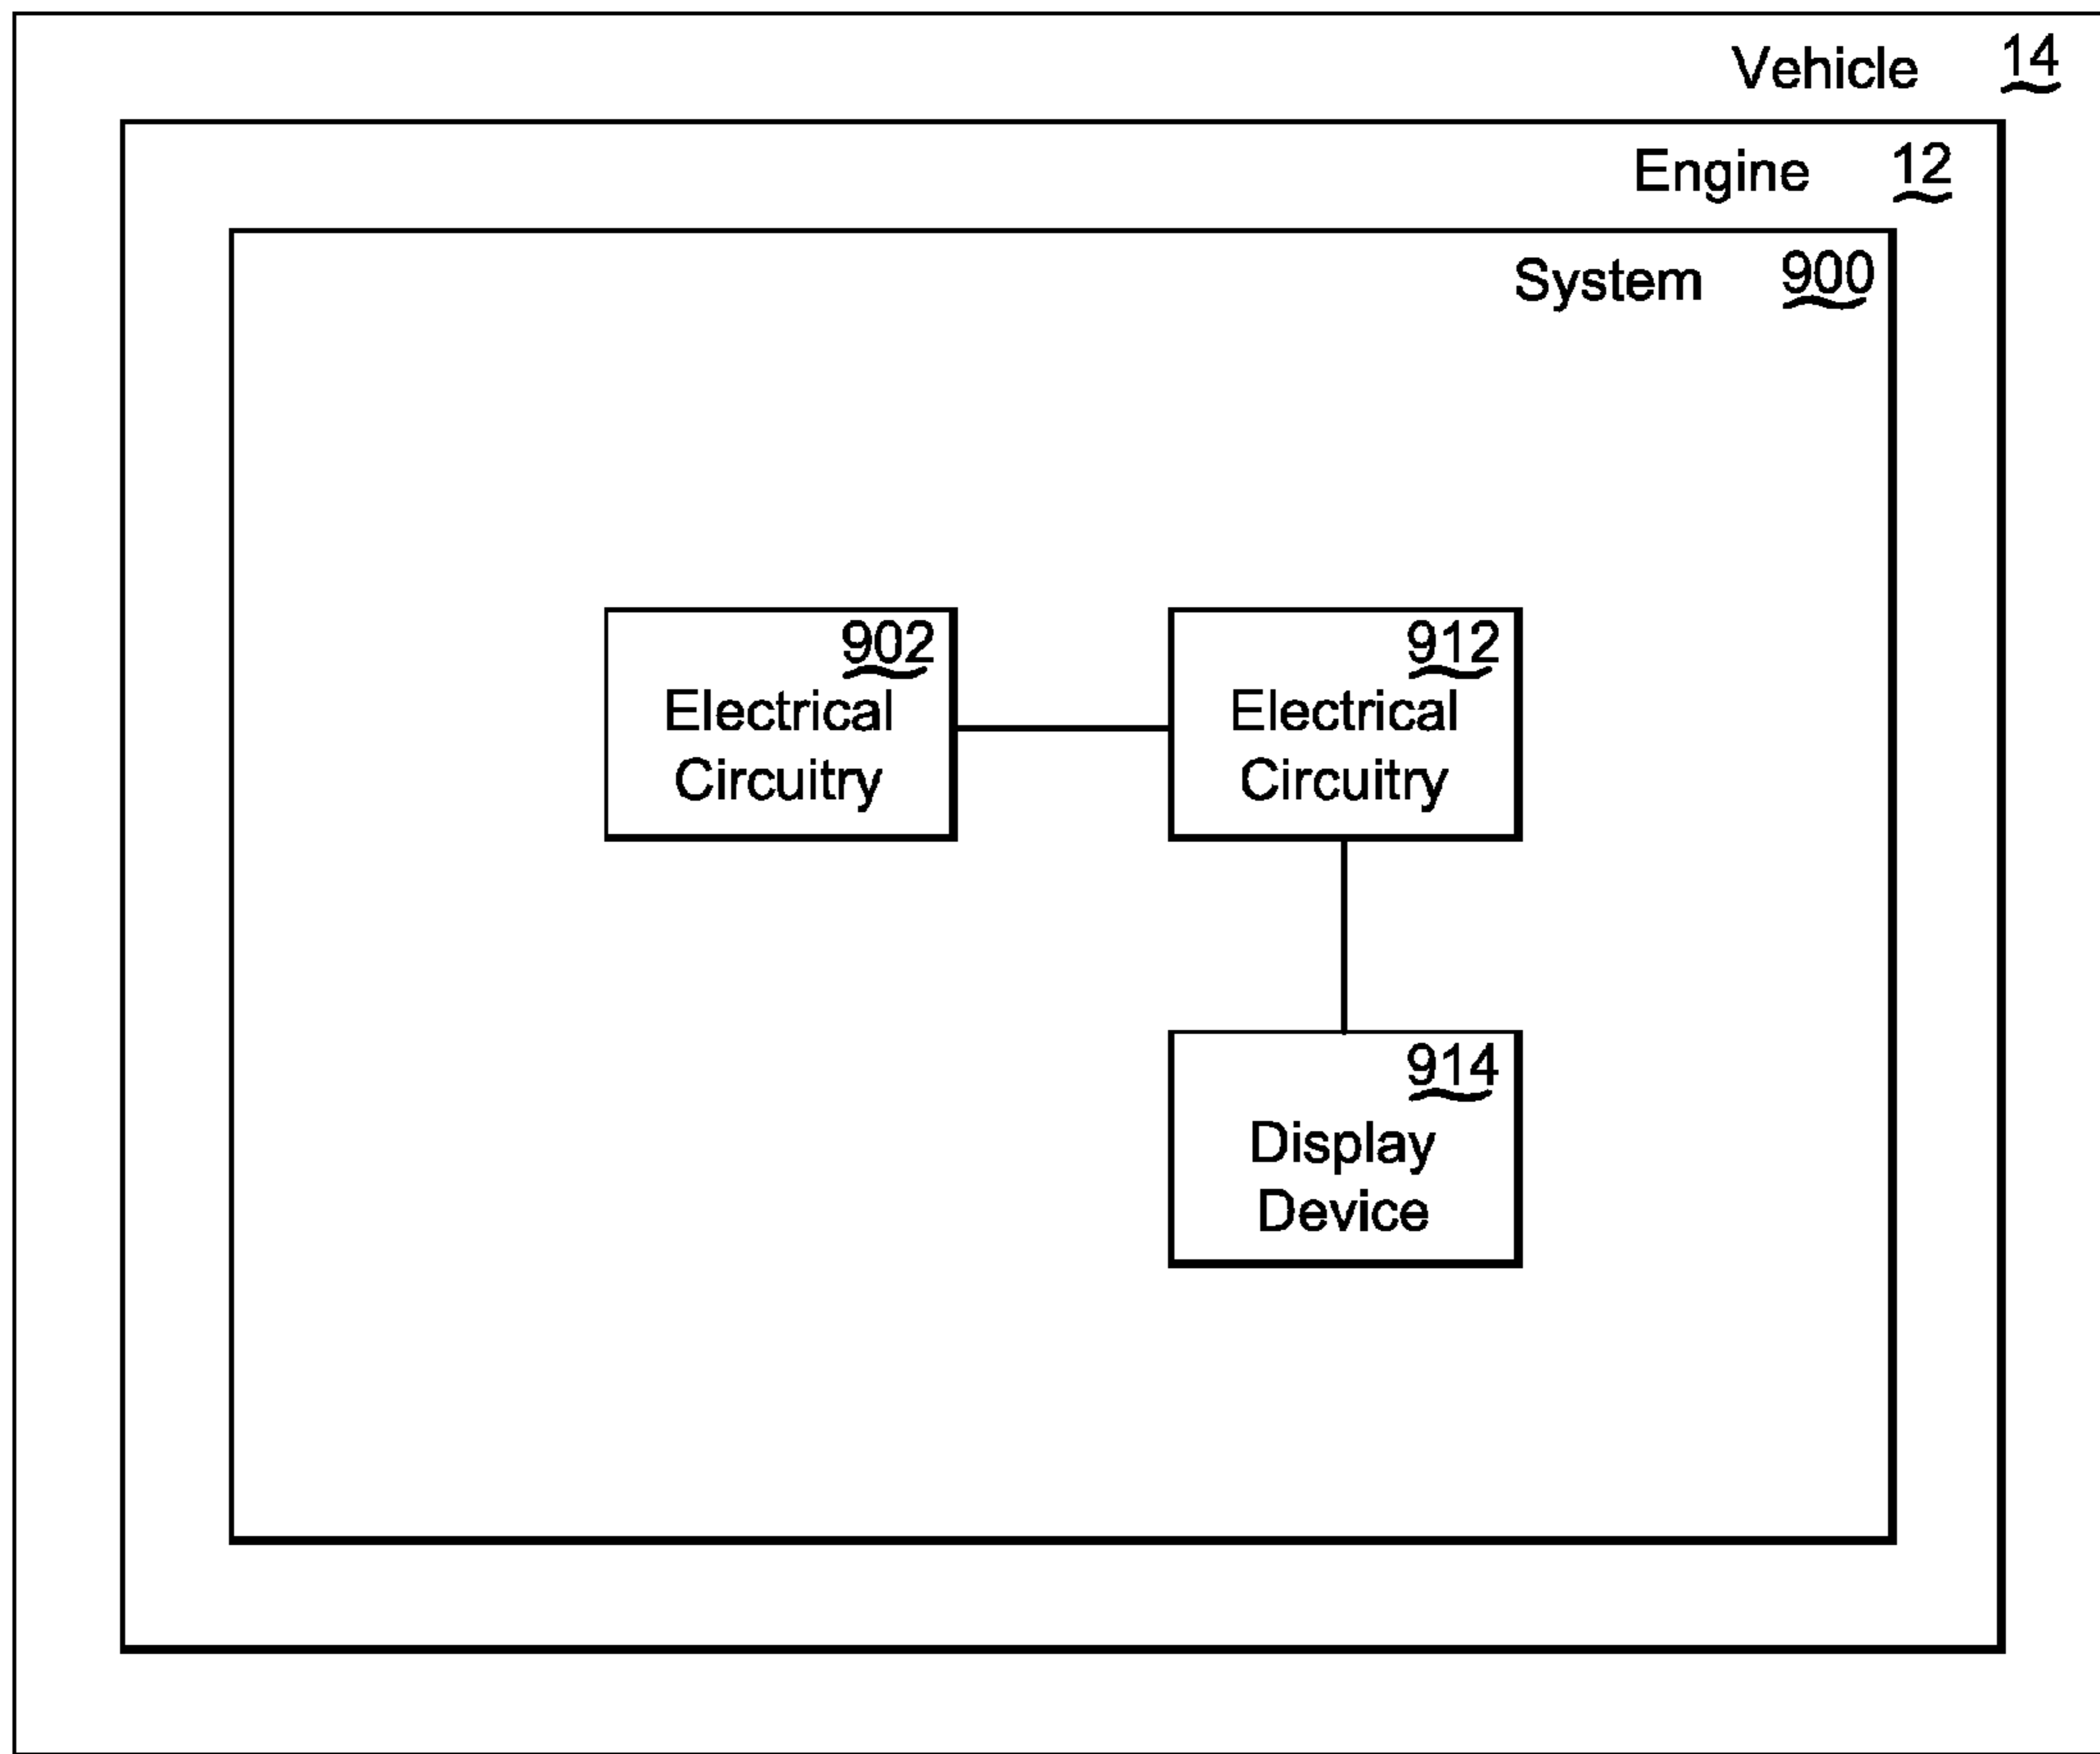 Vehicle 14
Engine 12
System 900
902
Electrical
Circuitry
912
Electrical
Circuitry
914
Display
Device